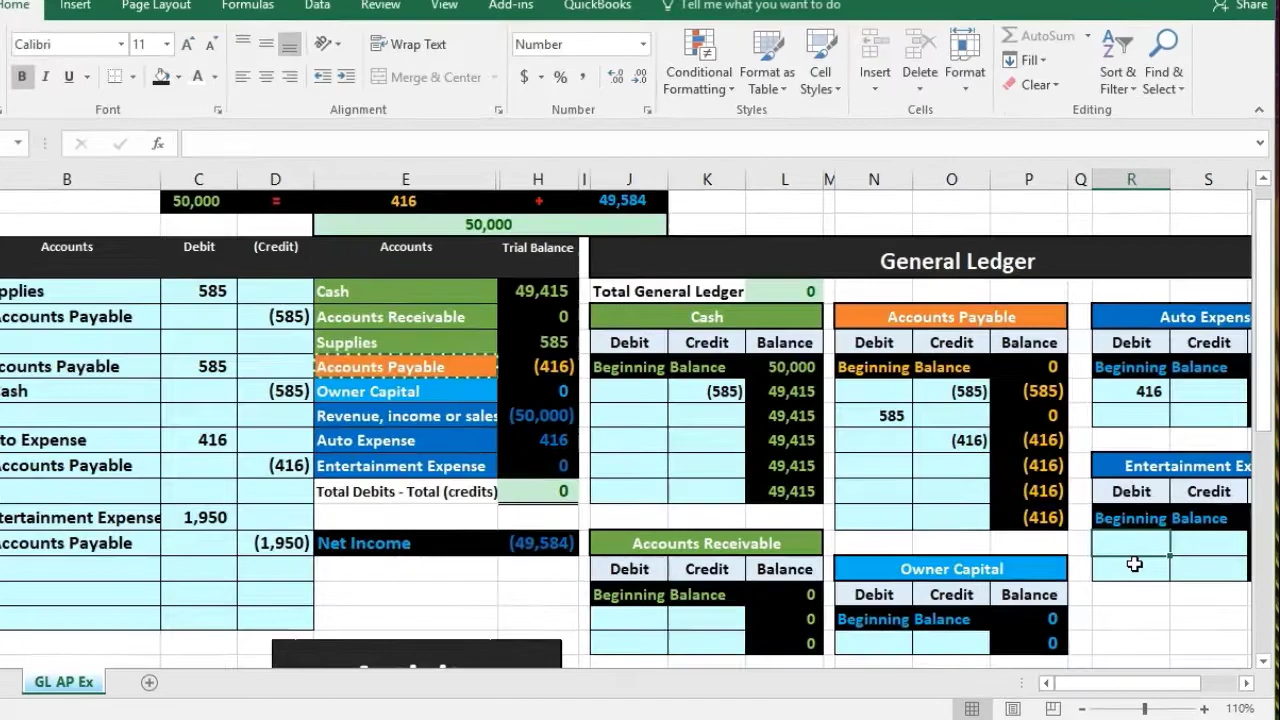 Home Insert Page Layout Formulas Data Review View Add-ins QuickBooks Tell me what you want to do Share
Calibri 11 A A Wrap Text Number AutoSum
B I U A Merge & Center $ % , Conditional Formatting Format as Table Cell Styles Insert Delete Format Fill Clear Sort & Filter Find & Select
Font Alignment Number Styles Cells Editing
fx
B C D E H I J K L M N O P Q R S
50,000 = 416 + 49,584
50,000
Accounts Debit (Credit) Accounts Trial Balance General Ledger
pplies 585 Cash 49,415 Total General Ledger 0
Accounts Payable (585) Accounts Receivable 0 Cash Accounts Payable Auto Expens
Supplies 585 Debit Credit Balance Debit Credit Balance Debit Credit
ccounts Payable 585 Accounts Payable (416) Beginning Balance 50,000 Beginning Balance 0 Beginning Balance
Cash (585) Owner Capital 0 (585) 49,415 (585) (585) 416
Revenue, income or sales (50,000) 49,415 585 0
to Expense 416 Auto Expense 416 49,415 (416) (416)
Accounts Payable (416) Entertainment Expense 0 49,415 (416) Entertainment Ex
Total Debits - Total (credits) 0 49,415 (416) Debit Credit
tertainment Expense 1,950 (416) Beginning Balance
Accounts Payable (1,950) Net Income (49,584) Accounts Receivable
Debit Credit Balance Owner Capital
Beginning Balance 0 Debit Credit Balance
0 Beginning Balance 0
0 0
GL AP Ex
110%